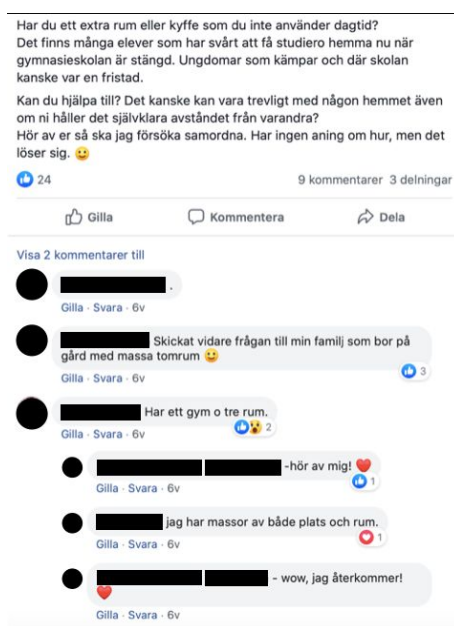 Har du ett extra rum eller kyffe som du inte använder dagtid?
Det finns många elever som har svårt att få studiero hemma nu när
gymnasieskolan är stängd. Ungdomar som kämpar och där skolan
kanske var en fristad.
Kan du hjälpa till? Det kanske kan vara trevligt med någon hemmet även
om ni håller det självklara avståndet från varandra?
Hör av er så ska jag försöka samordna. Har ingen aning om hur, men det
löser sig. 🙂
24 9 kommentarer 3 delningar
Gilla Kommentera Dela
Visa 2 kommentarer till
.
Gilla · Svara · 6v
Skickat vidare frågan till min familj som bor på
gård med massa tomrum 😀
3
Gilla · Svara · 6v
Har ett gym o tre rum.
2
Gilla · Svara · 6v
-hör av mig! ❤️
1
Gilla · Svara · 6v
jag har massor av både plats och rum.
1
Gilla · Svara · 6v
- wow, jag återkommer!
❤️
Gilla · Svara · 6v